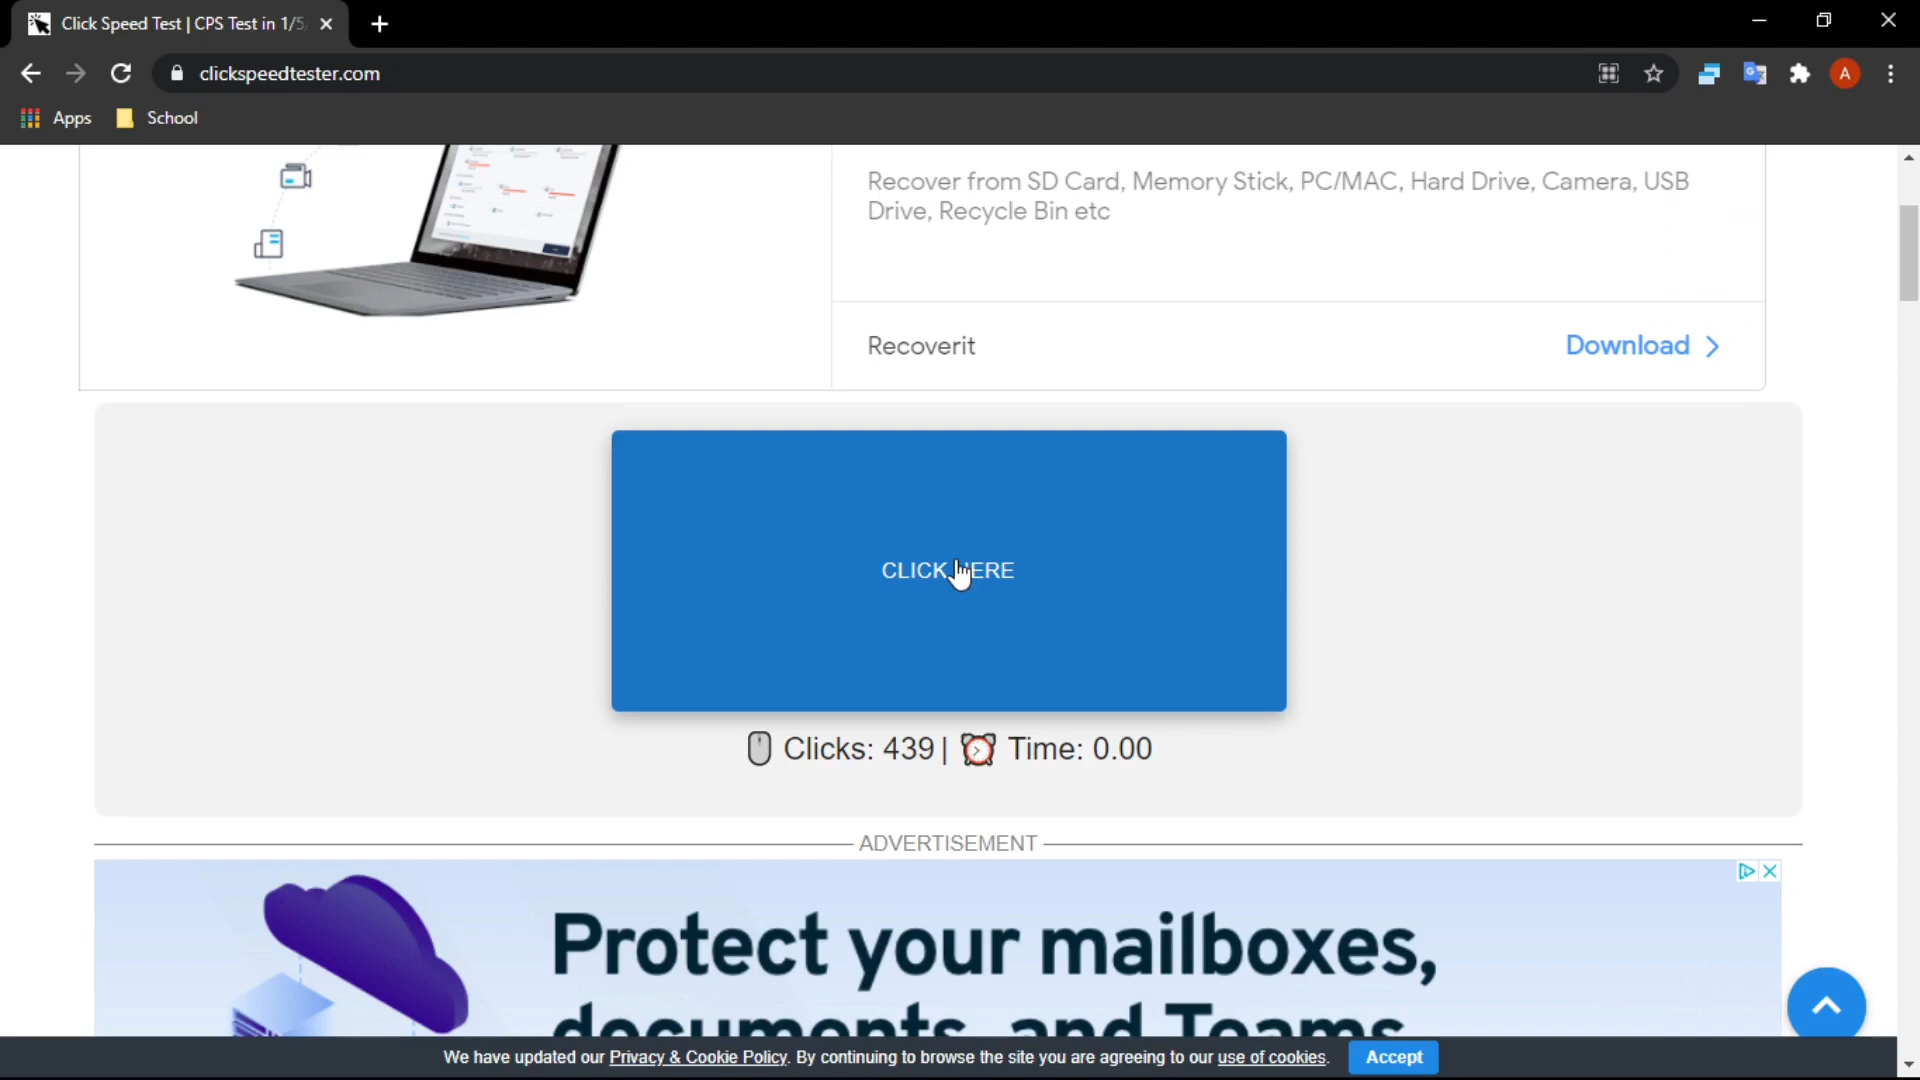 Click Speed Test | CPS Test in 1/5
clickspeedtester.com
A
Apps
School
Recover from SD Card, Memory Stick, PC/MAC, Hard Drive, Camera, USB
Drive, Recycle Bin etc
Recoverit
Download
CLICK HERE
Clicks: 439 | Time: 0.00
ADVERTISEMENT
Protect your mailboxes,
documents, and Teams
We have updated our Privacy & Cookie Policy. By continuing to browse the site you are agreeing to our use of cookies.
Accept